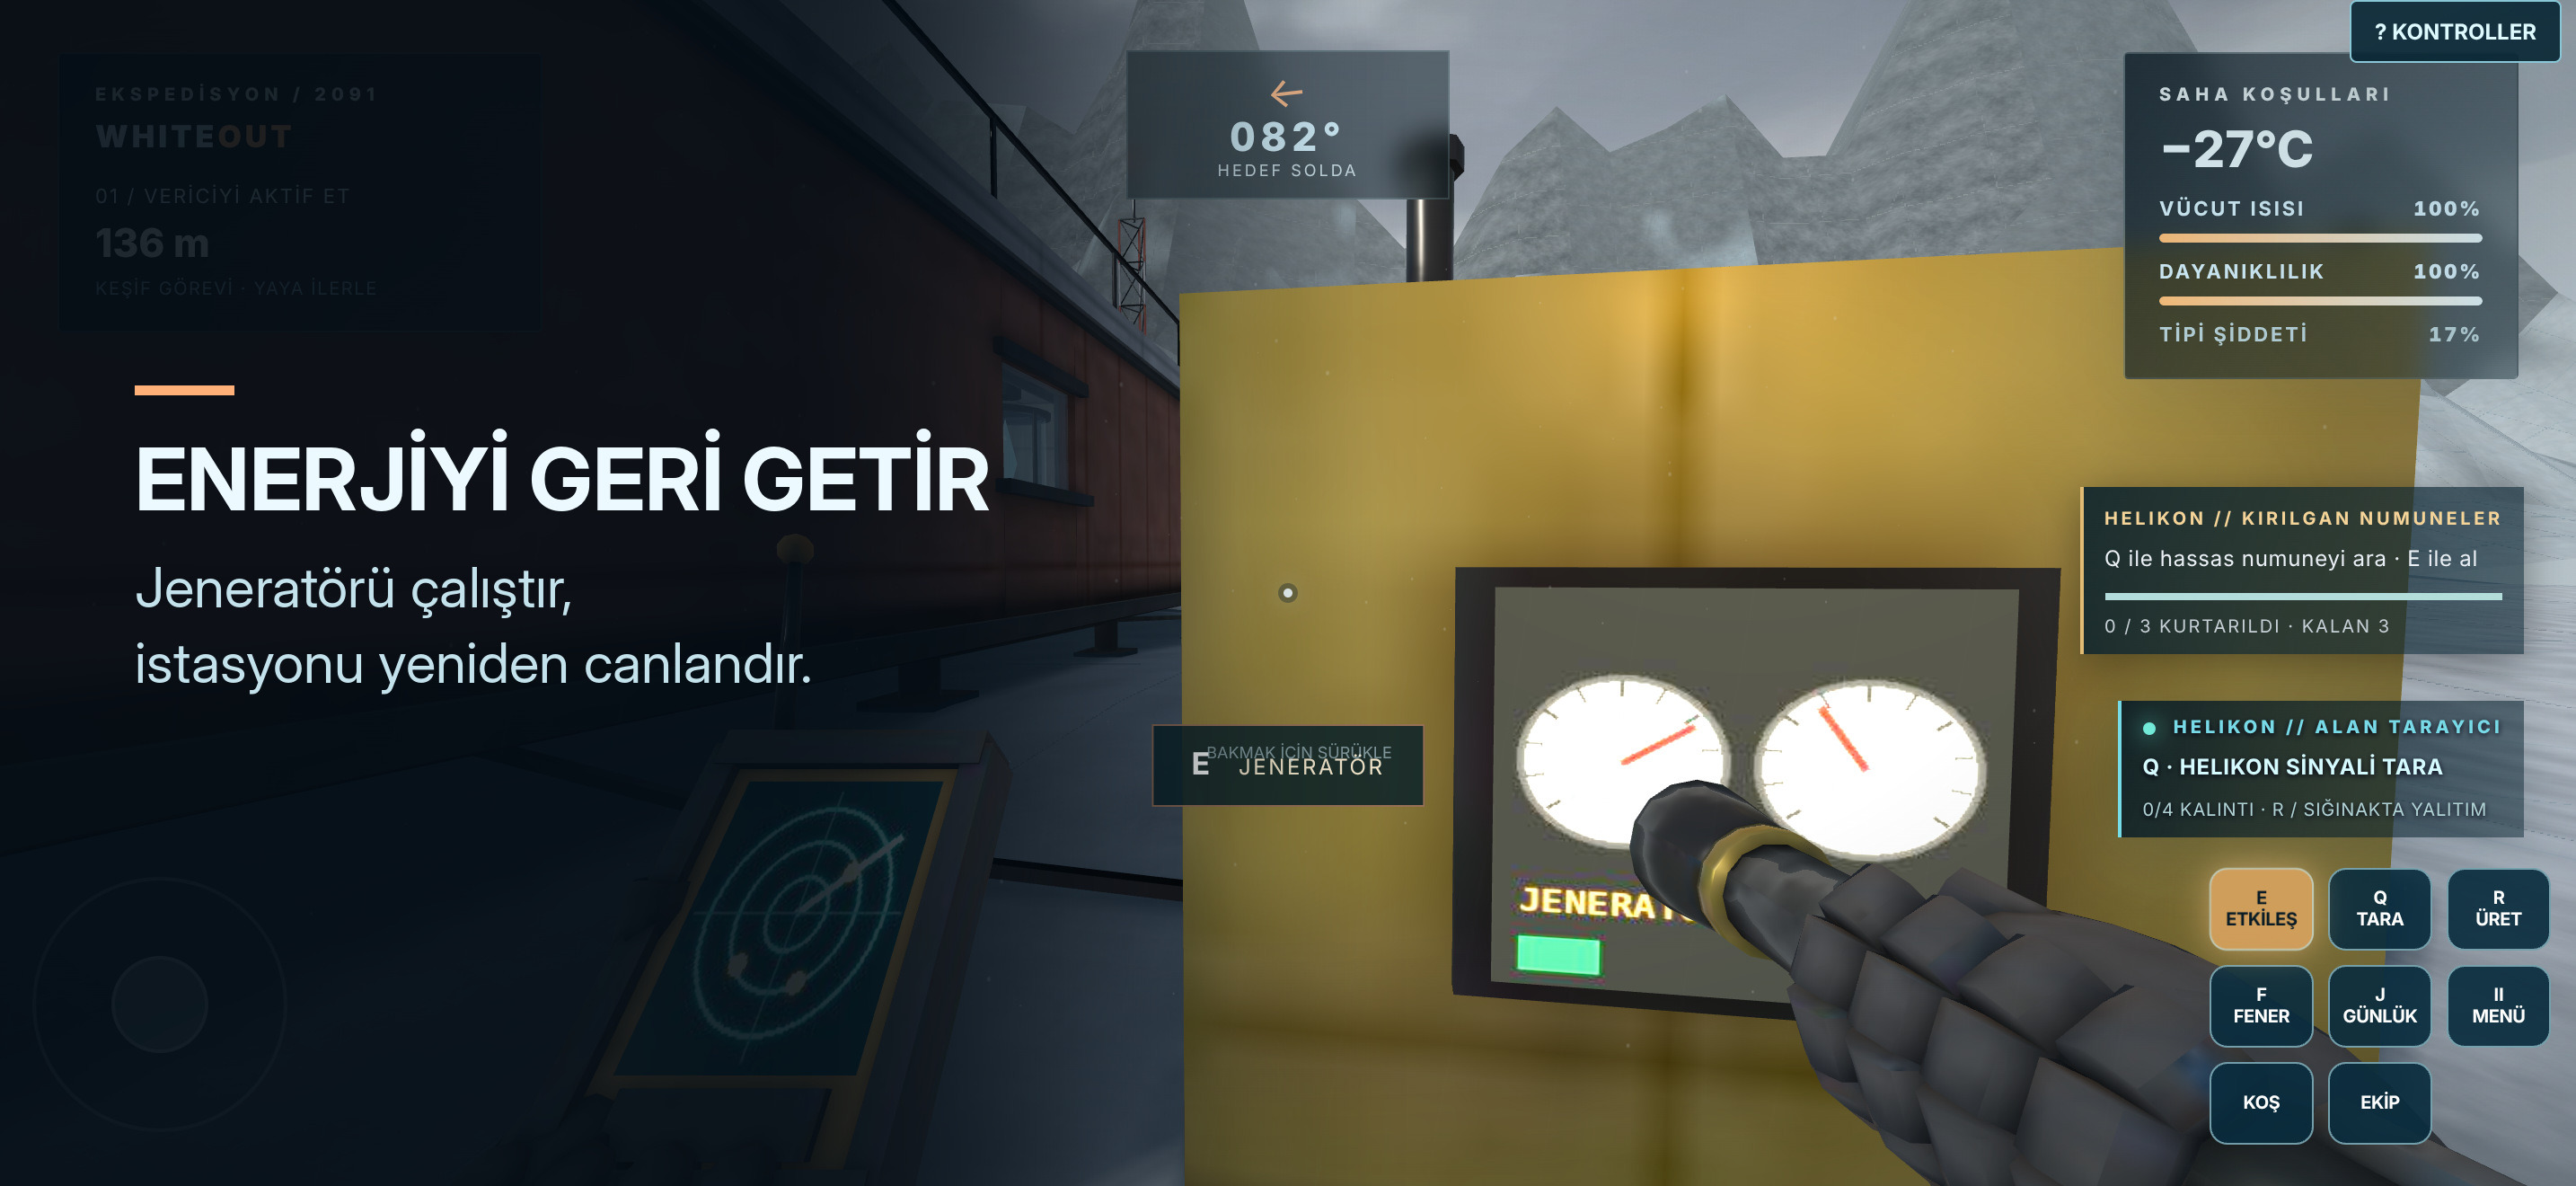 ? KONTROLLER
EKSPEDİSYON / 2091
WHITEOUT
01 / VERİCİYİ AKTİF ET
136 m
KEŞİF GÖREVİ · YAYA İLERLE
082°
HEDEF SOLDA
SAHA KOŞULLARI
−27°C
VÜCUT ISISI 100%
DAYANIKLILIK 100%
TİPİ ŞİDDETİ 17%
ENERJİYİ GERİ GETİR
Jeneratörü çalıştır,
istasyonu yeniden canlandır.
HELIKON // KIRILGAN NUMUNELER
Q ile hassas numuneyi ara · E ile al
0 / 3 KURTARILDI · KALAN 3
HELIKON // ALAN TARAYICI
Q · HELIKON SİNYALİ TARA
0/4 KALINTI · R / SIĞINAKTA YALITIM
BAKMAK İÇİN SÜRÜKLE
E JENERATÖR
E
ETKİLEŞ
Q
TARA
R
ÜRET
F
FENER
J
GÜNLÜK
II
MENÜ
KOŞ
EKİP